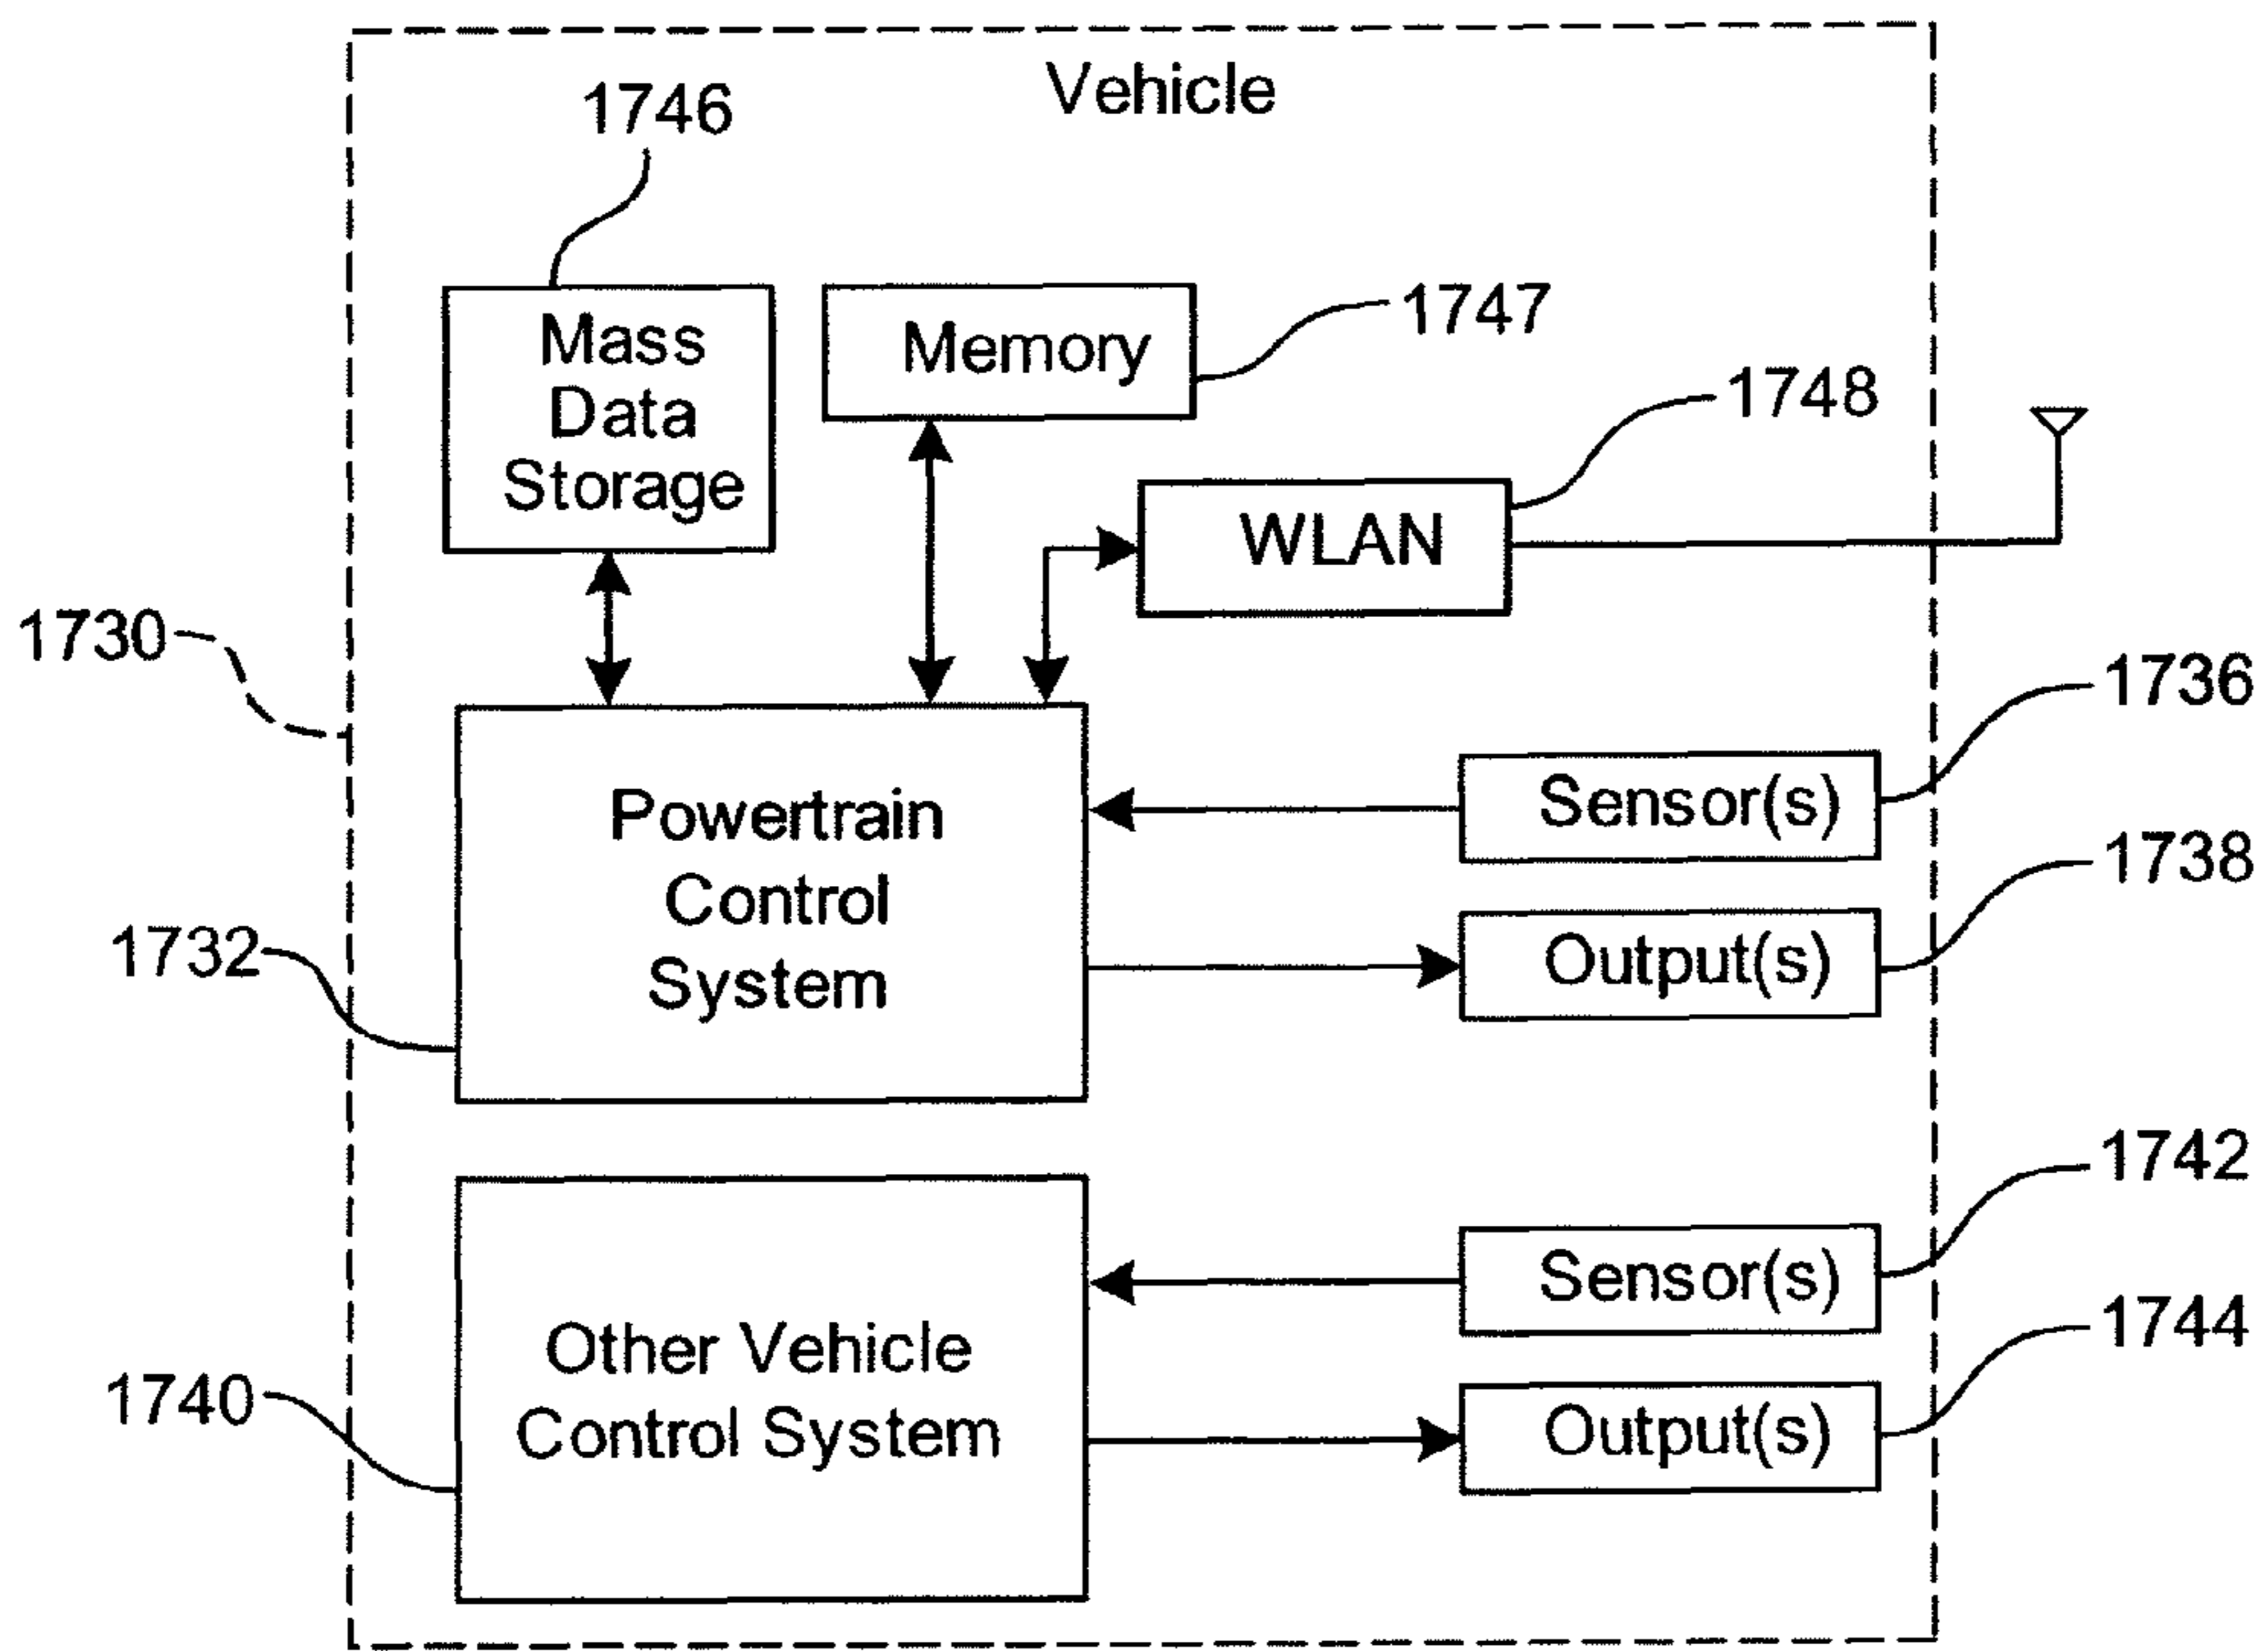 Vehicle
1746
Mass
Data
Storage
Memory
1747
1748
WLAN
1730
1736
Sensor(s)
Powertrain
Control
System
1738
Output(s)
1732
1742
Sensor(s)
1744
Other Vehicle
Control System
Output(s)
1740